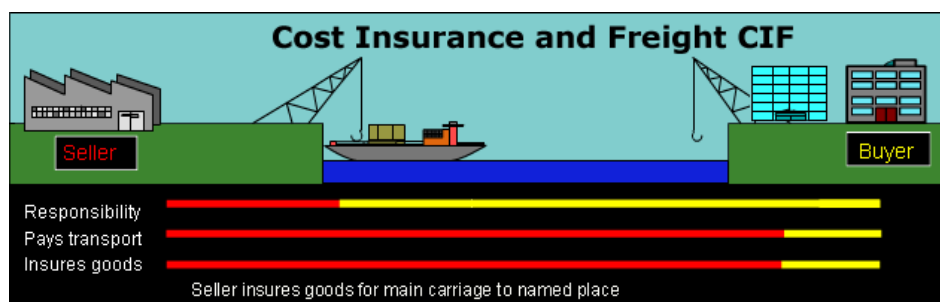 Cost Insurance and Freight CIF
Seller
Buyer
Responsibility
Pays transport
Insures goods
Seller insures goods for main carriage to named place